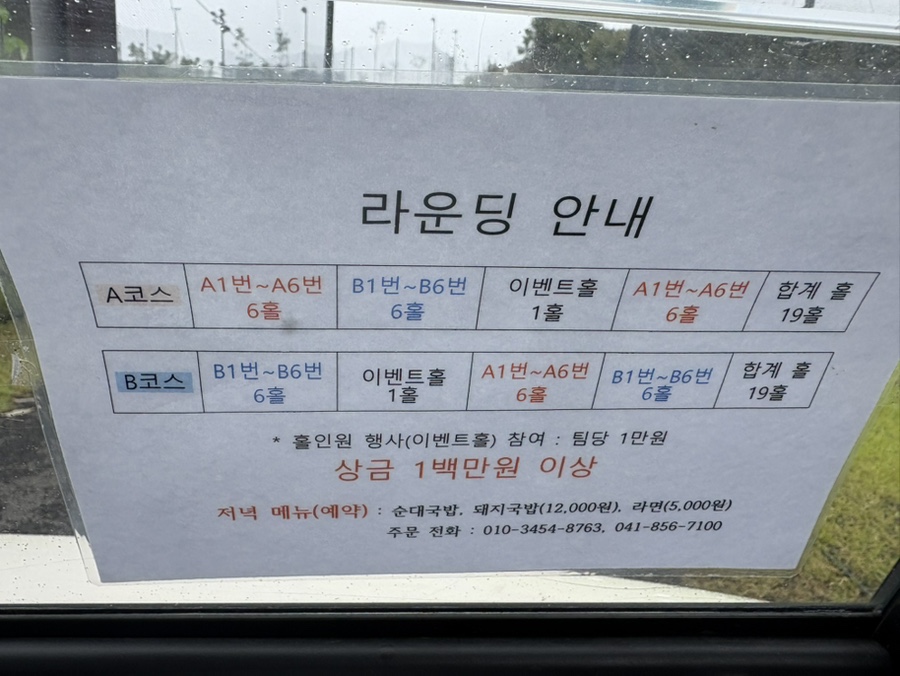 라운딩 안내
A코스 A1번~A6번 B1번~B6번 이벤트홀 A1번~A6번 합계 홀
6홀 6홀 1홀 6홀 19홀
B코스 B1번~B6번 이벤트홀 A1번~A6번 B1번~B6번 합계 홀
6홀 1홀 6홀 6홀 19홀
* 홀인원 행사(이벤트홀) 참여 : 팀당 1만원
상금 1백만원 이상
저녁 메뉴(예약) : 순대국밥, 돼지국밥(12,000원), 라면(5,000원)
주문 전화 : 010-3454-8763, 041-856-7100